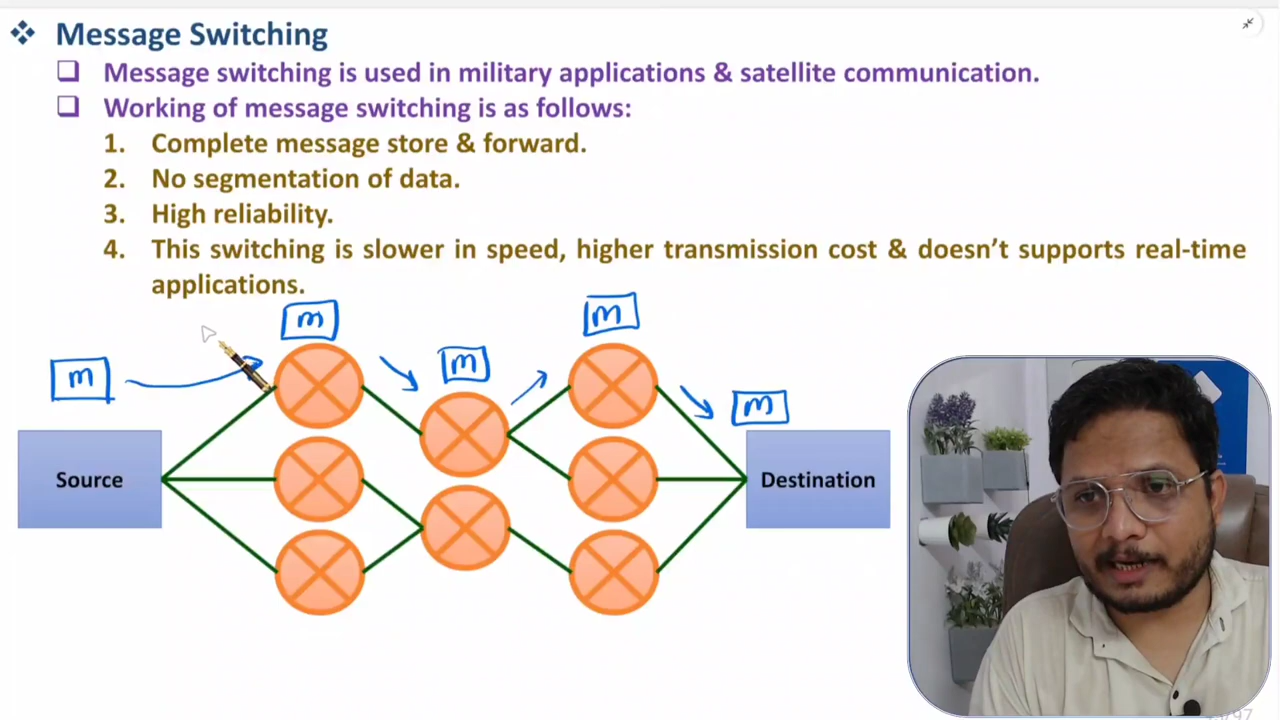 Message Switching
Message switching is used in military applications & satellite communication.
Working of message switching is as follows:
1. Complete message store & forward.
2. No segmentation of data.
3. High reliability.
4. This switching is slower in speed, higher transmission cost & doesn't supports real-time
applications.
m
m
m
m
m
Source
Destination